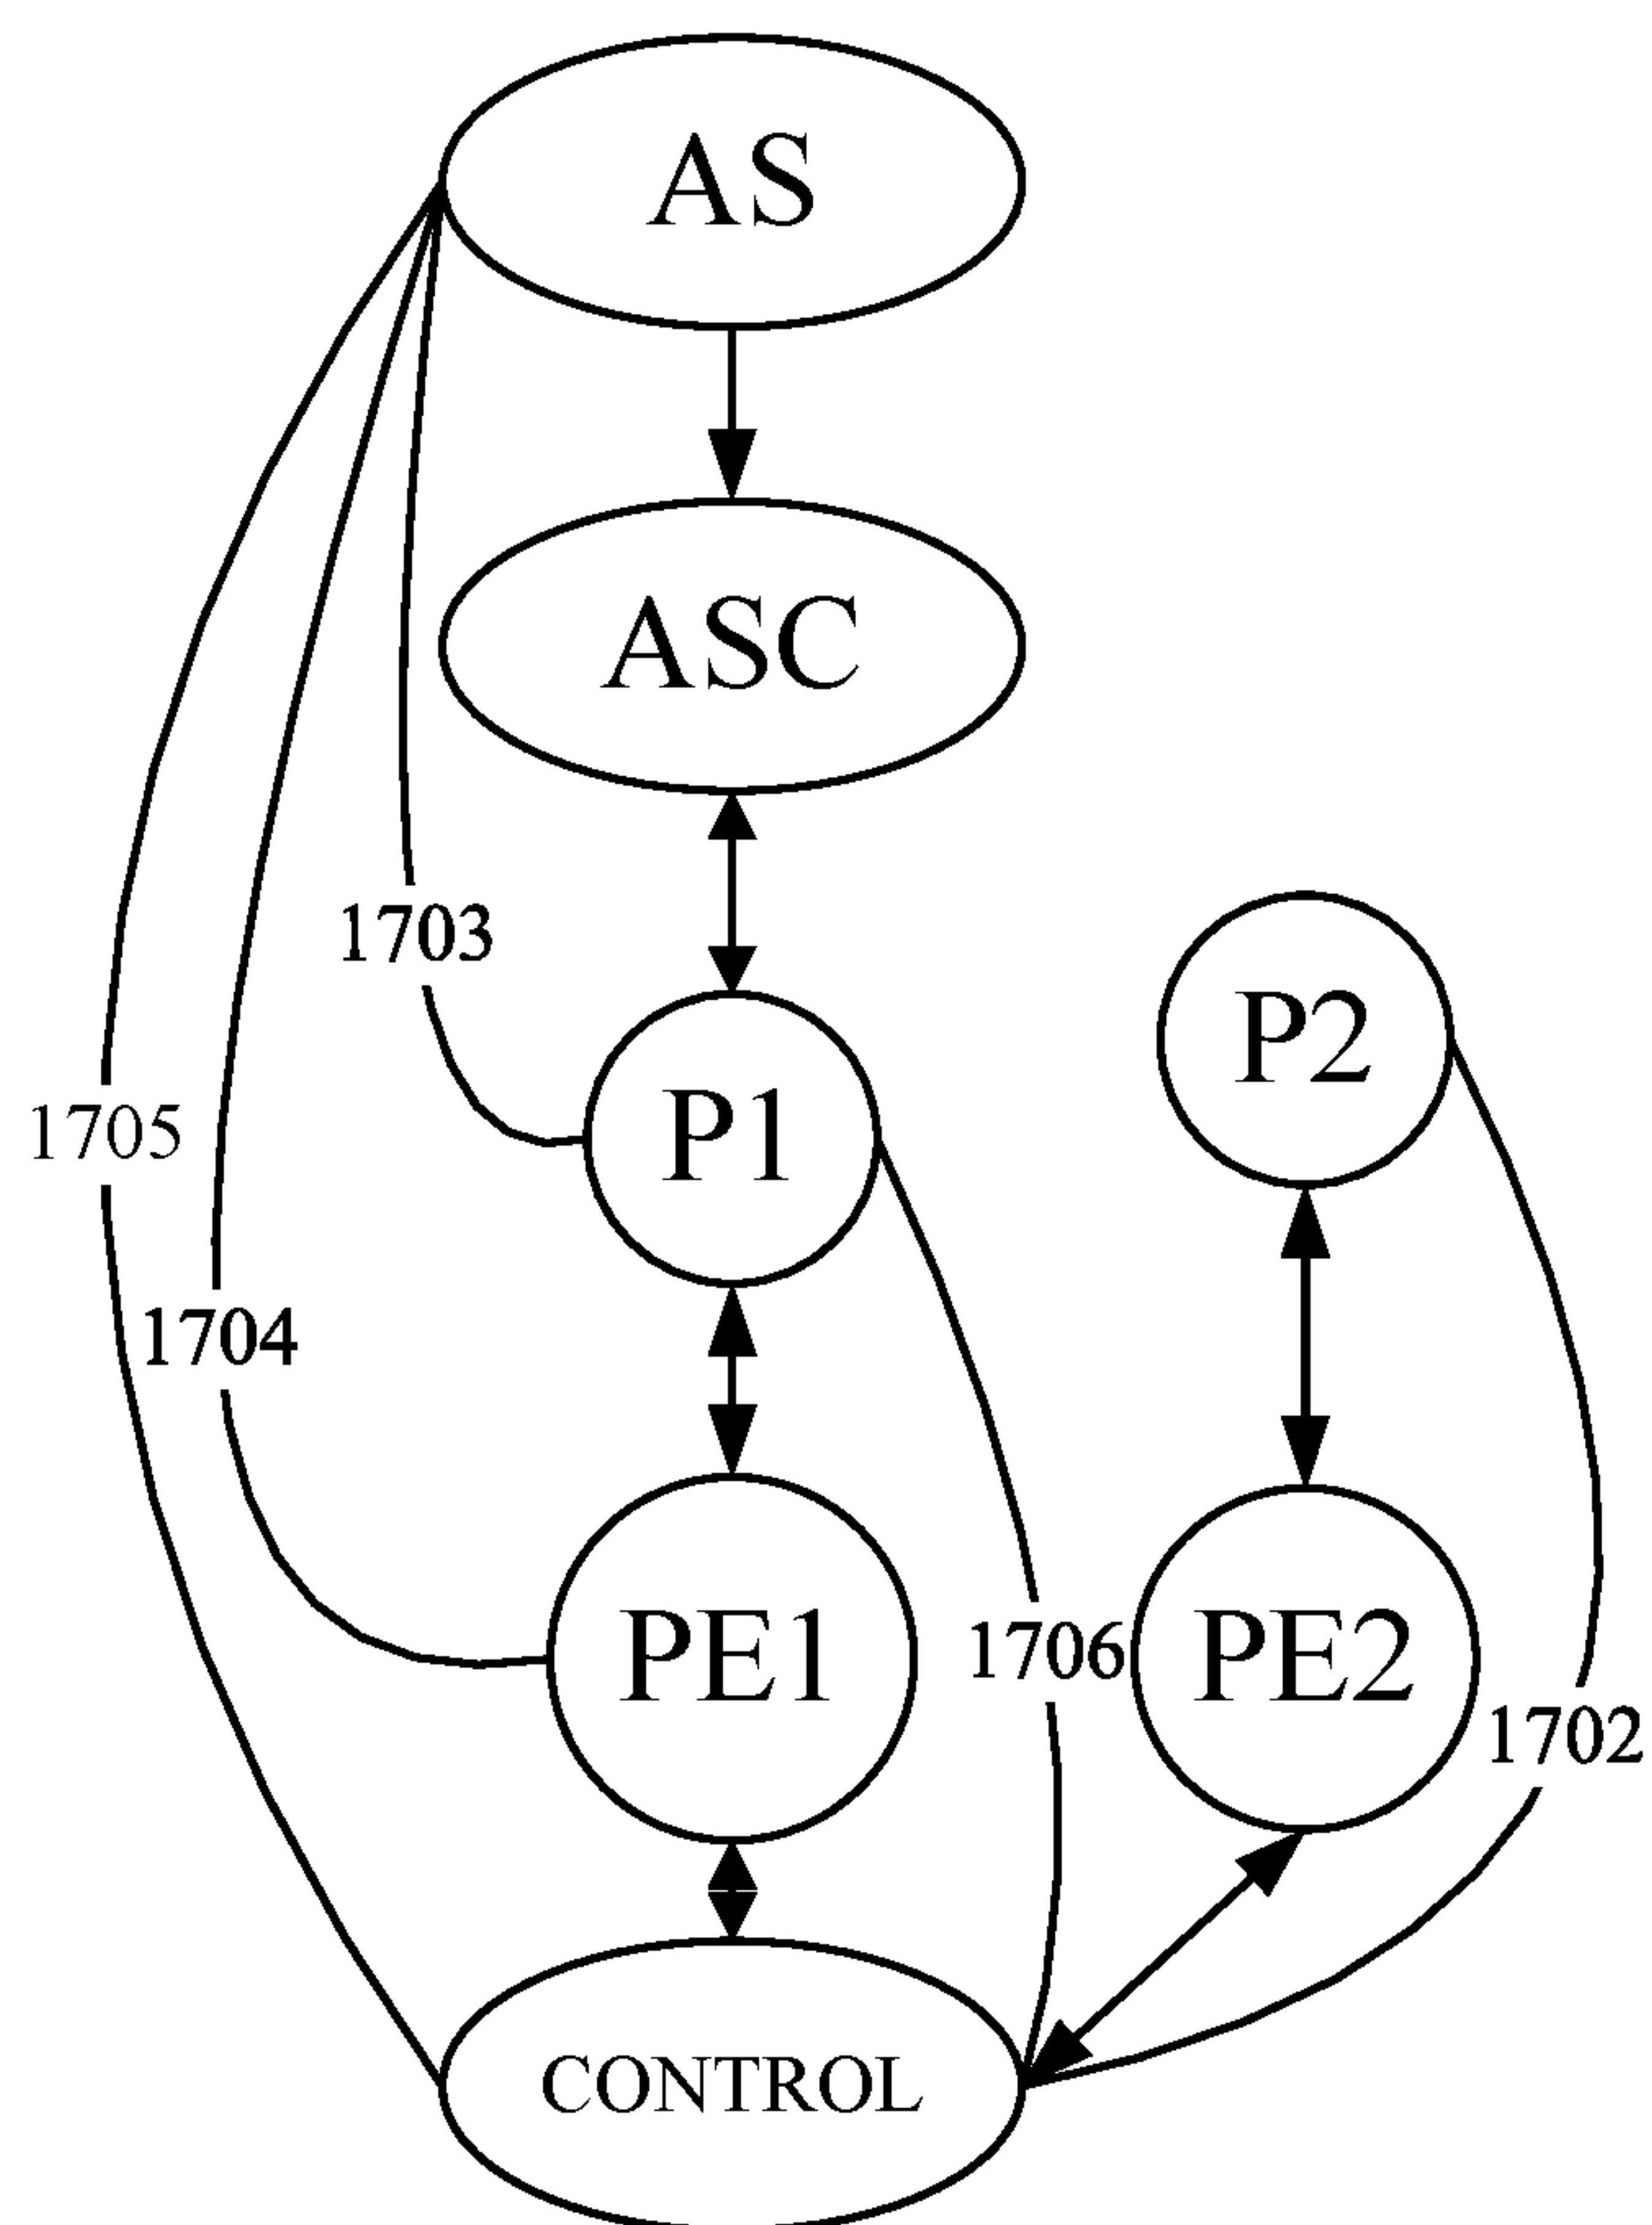 AS
ASC
1703
P2
P1
1705
1704
1706
PE1
PE2
1702
CONTROL